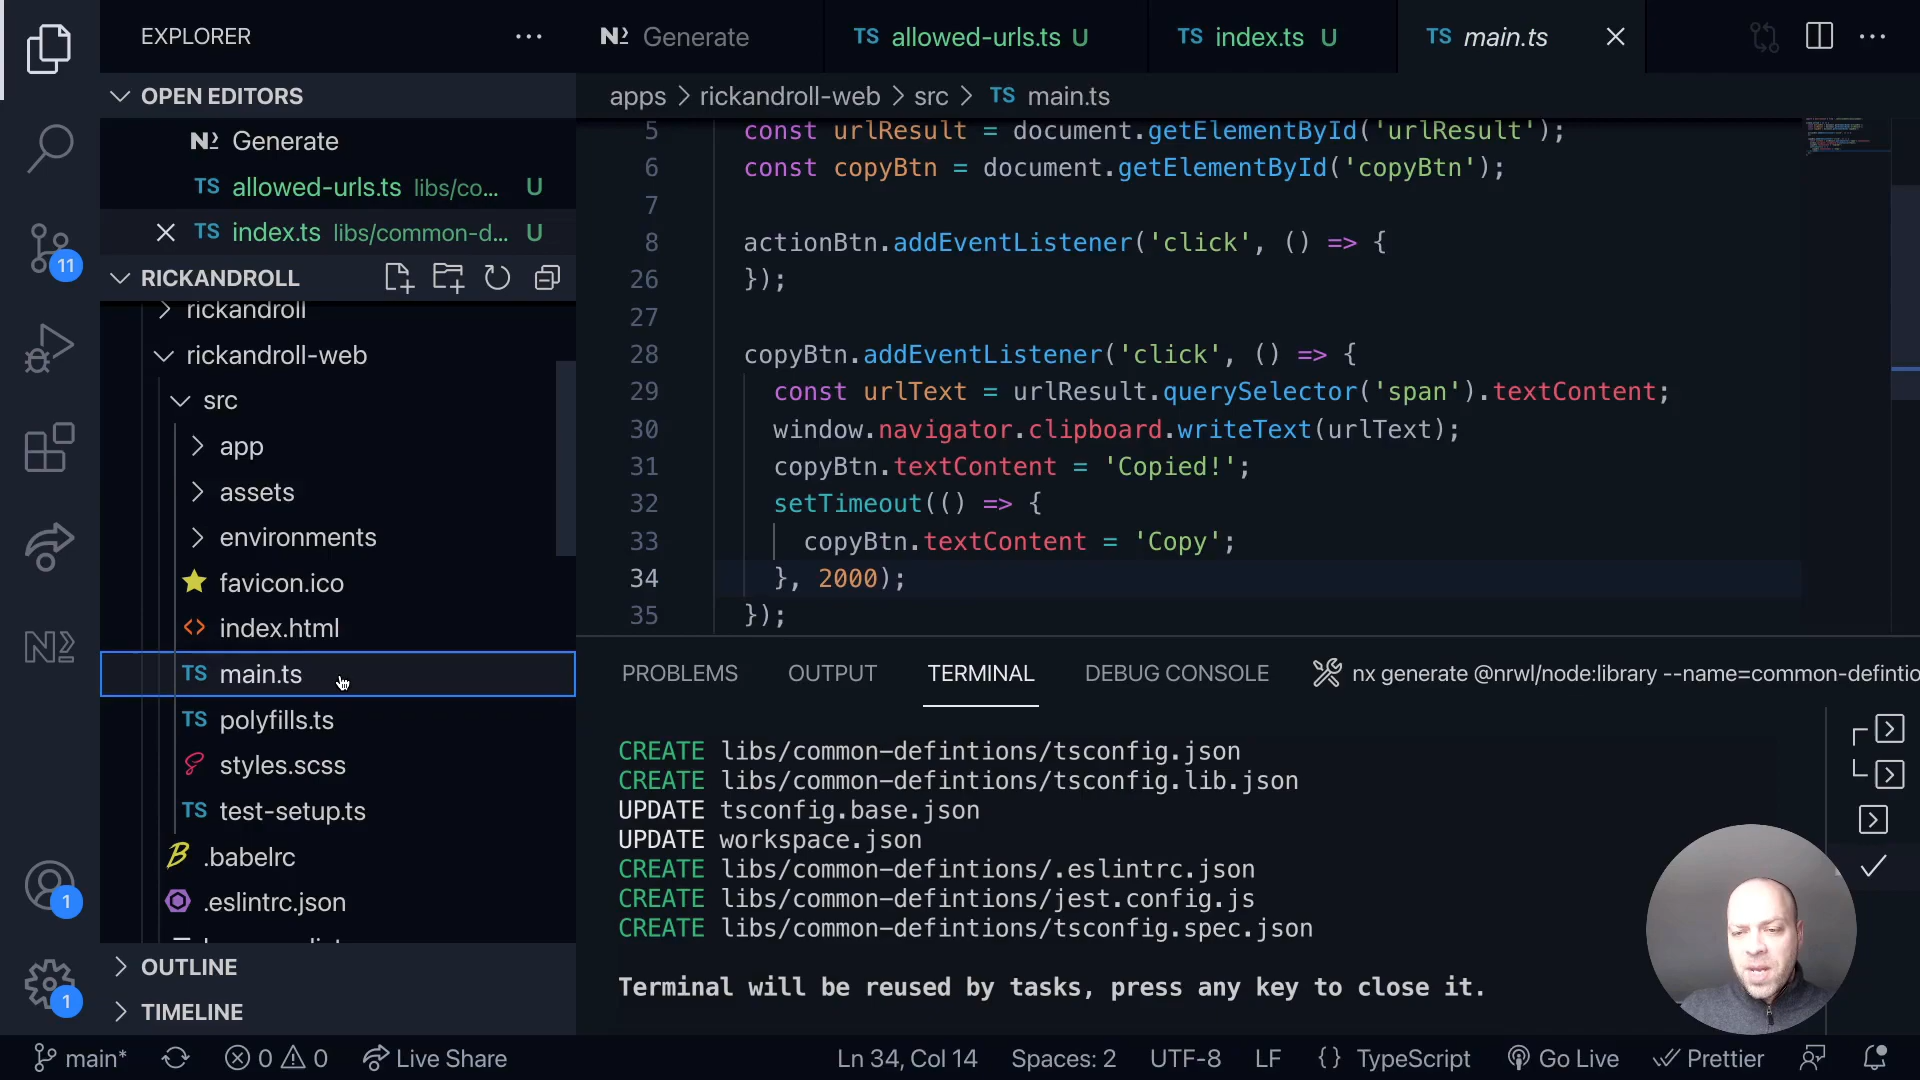 EXPLORER
Generate
allowed-urls.ts U
index.ts U
main.ts
OPEN EDITORS
Generate
TS allowed-urls.ts libs/co... U
TS index.ts libs/common-d... U
RICKANDROLL
rickandroll
rickandroll-web
src
app
assets
environments
favicon.ico
index.html
TS main.ts
TS polyfills.ts
styles.scss
TS test-setup.ts
.babelrc
.eslintrc.json
OUTLINE
TIMELINE
11
1
1
apps > rickandroll-web > src > TS main.ts
5 const urlResult = document.getElementById('urlResult');
6 const copyBtn = document.getElementById('copyBtn');
7
8 actionBtn.addEventListener('click', () => {
26 });
27
28 copyBtn.addEventListener('click', () => {
29 const urlText = urlResult.querySelector('span').textContent;
30 window.navigator.clipboard.writeText(urlText);
31 copyBtn.textContent = 'Copied!';
32 setTimeout(() => {
33 copyBtn.textContent = 'Copy';
34 }, 2000);
35 });
PROBLEMS OUTPUT TERMINAL DEBUG CONSOLE nx generate @nrwl/node:library --name=common-defintio
CREATE libs/common-defintions/tsconfig.json
CREATE libs/common-defintions/tsconfig.lib.json
UPDATE tsconfig.base.json
UPDATE workspace.json
CREATE libs/common-defintions/.eslintrc.json
CREATE libs/common-defintions/jest.config.js
CREATE libs/common-defintions/tsconfig.spec.json
Terminal will be reused by tasks, press any key to close it.
main* 0 0 Live Share Ln 34, Col 14 Spaces: 2 UTF-8 LF {} TypeScript Go Live Prettier